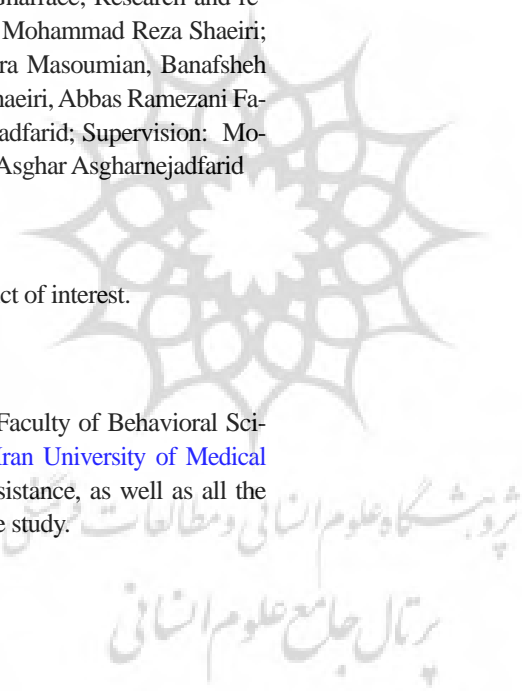 Gharraee; Research and re-
Mohammad Reza Shaeiri;
ra Masoumian, Banafsheh
haeiri, Abbas Ramezani Fa-
adfarid; Supervision: Mo-
Asghar Asgharnejadfarid
ct of interest.
Faculty of Behavioral Sci-
Iran University of Medical
sistance, as well as all the
e study.
پژوهشگاه علوم انسانی و مطالعات فرهنگی
پرتال جامع علوم انسانی